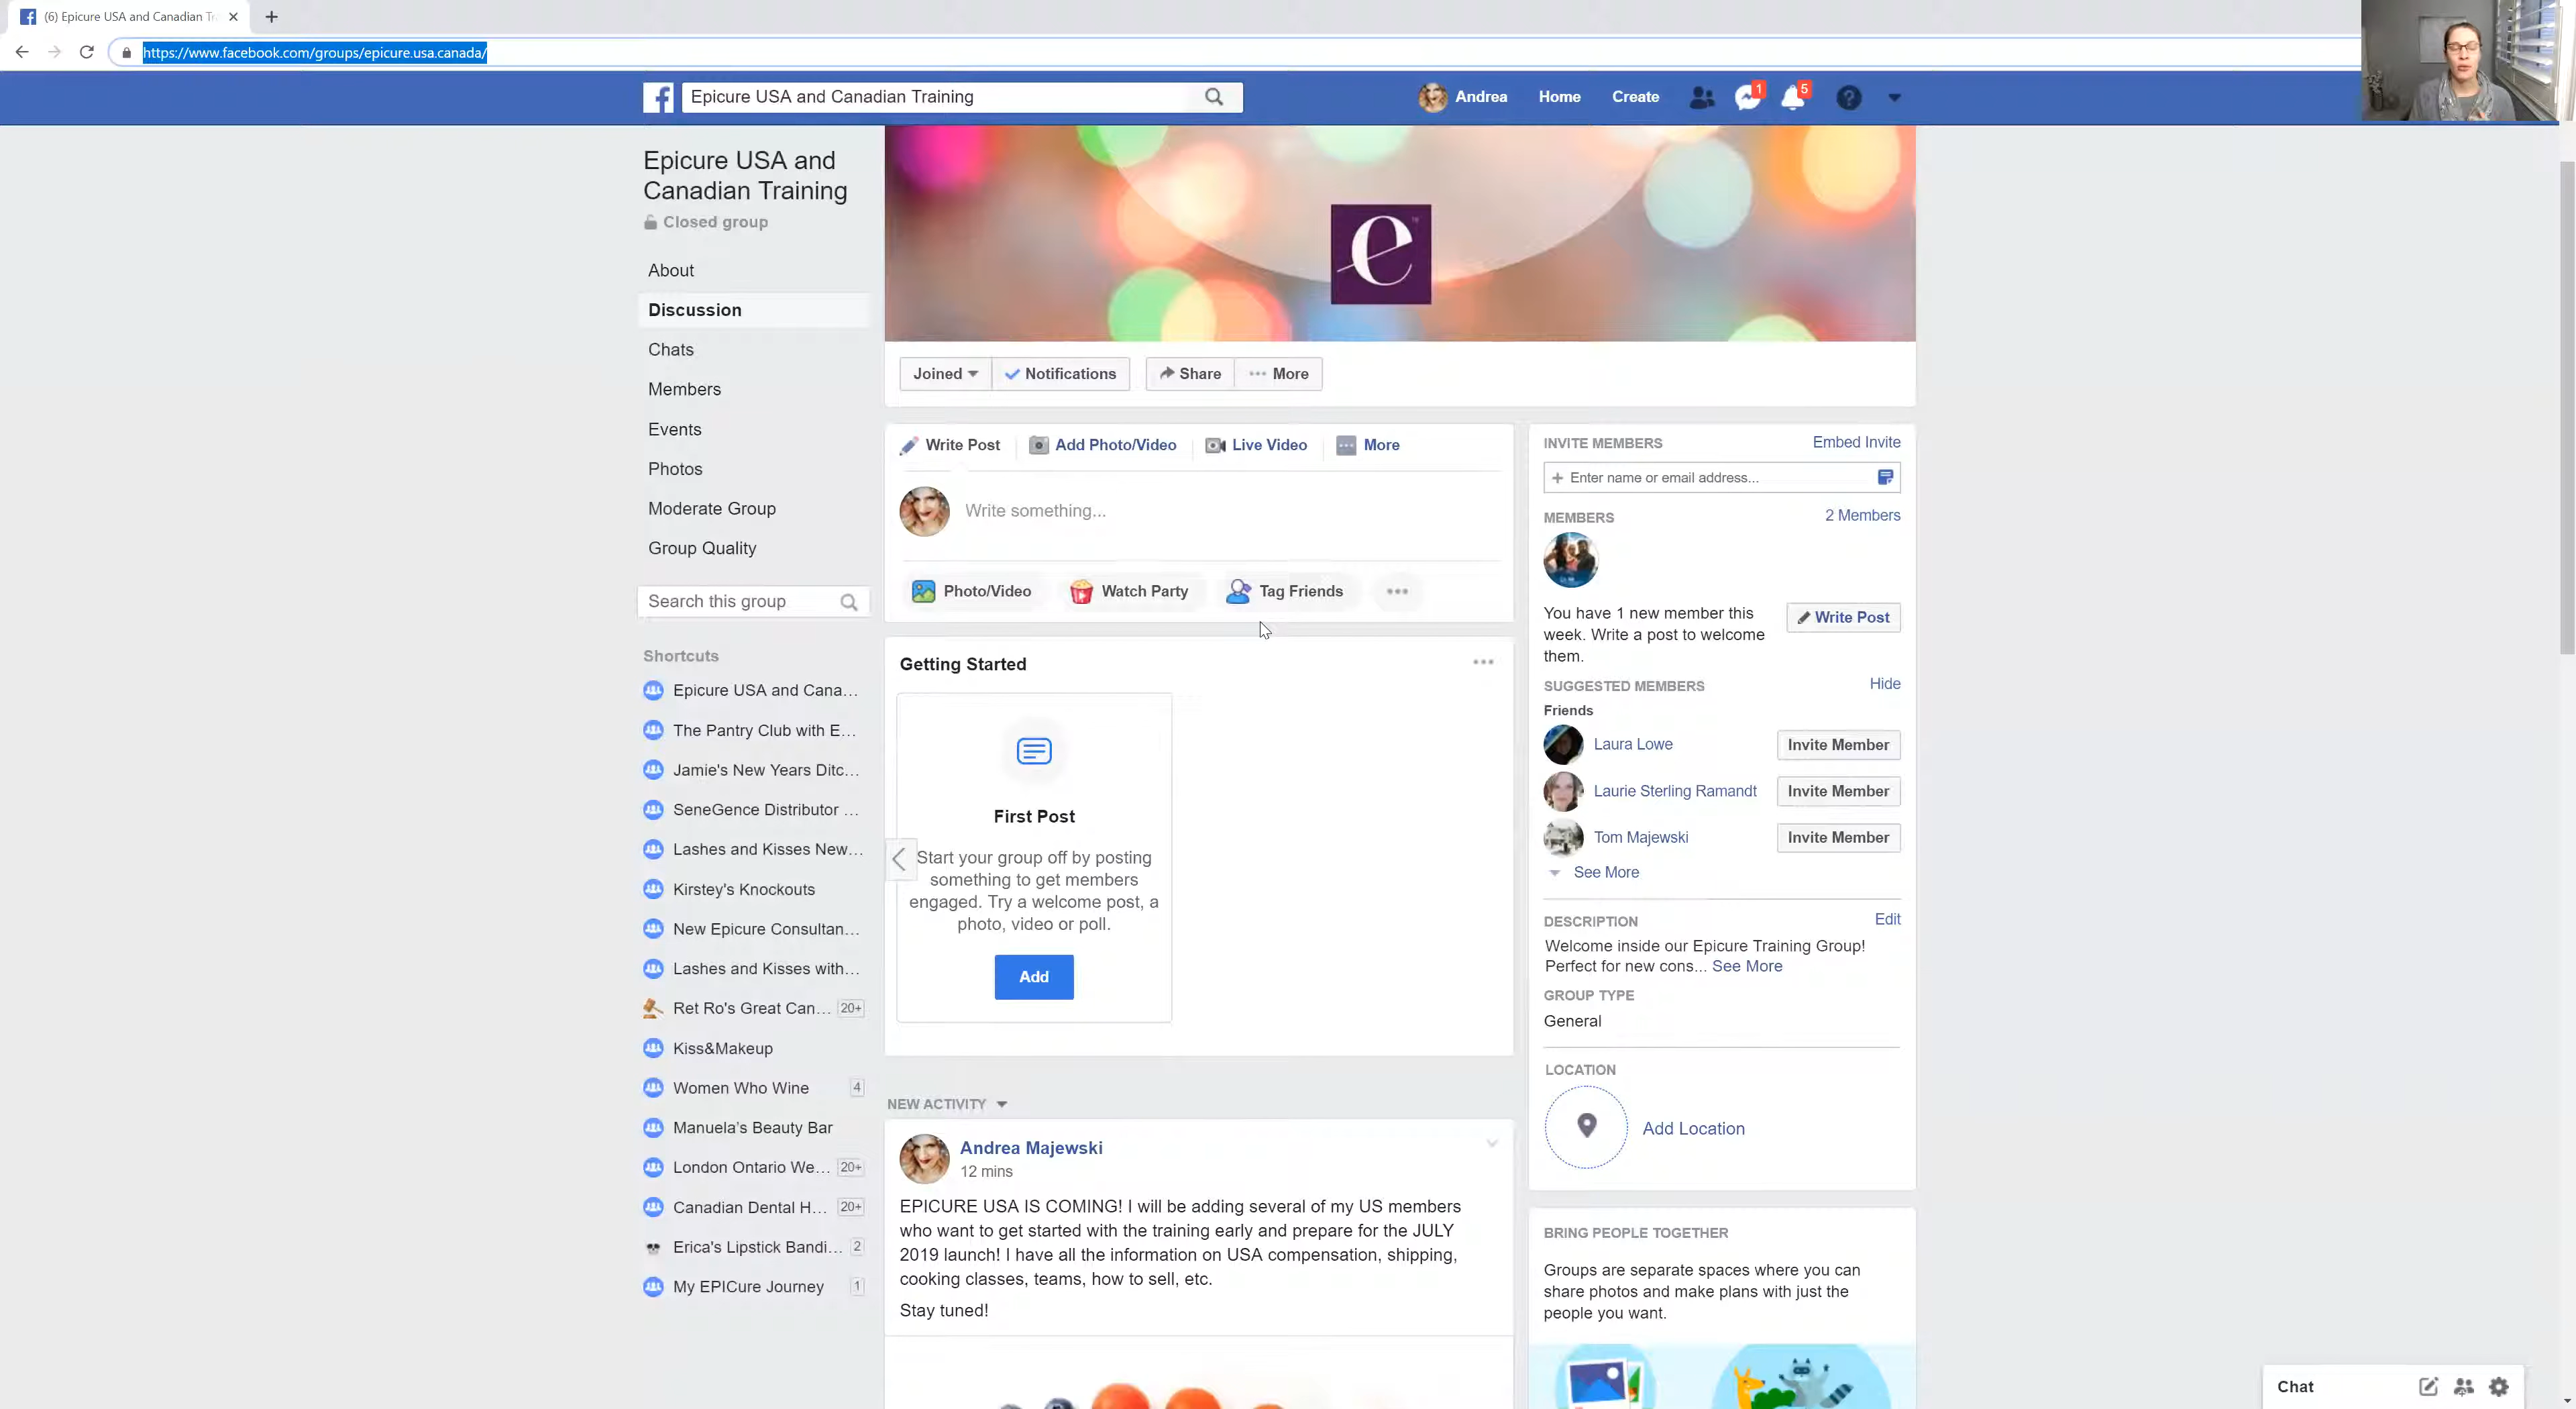 (6) Epicure USA and Canadian Tr
https://www.facebook.com/groups/epicure.usa.canada/
Epicure USA and Canadian Training
Andrea
Home
Create
1
5
Epicure USA and
Canadian Training
Closed group
About
Discussion
Chats
Members
Events
Photos
Moderate Group
Group Quality
Search this group
Shortcuts
Epicure USA and Cana...
The Pantry Club with E...
Jamie's New Years Ditc...
SeneGence Distributor ...
Lashes and Kisses New...
Kirstey's Knockouts
New Epicure Consultan...
Lashes and Kisses with...
Ret Ro's Great Can... 20+
Kiss&Makeup
Women Who Wine 4
Manuela's Beauty Bar
London Ontario We... 20+
Canadian Dental H... 20+
Erica's Lipstick Bandi... 2
My EPICure Journey 1
e
Joined
Notifications
Share
More
Write Post
Add Photo/Video
Live Video
More
Write something...
Photo/Video
Watch Party
Tag Friends
Getting Started
First Post
Start your group off by posting
something to get members
engaged. Try a welcome post, a
photo, video or poll.
Add
NEW ACTIVITY
Andrea Majewski
12 mins
EPICURE USA IS COMING! I will be adding several of my US members
who want to get started with the training early and prepare for the JULY
2019 launch! I have all the information on USA compensation, shipping,
cooking classes, teams, how to sell, etc.
Stay tuned!
INVITE MEMBERS
Embed Invite
+ Enter name or email address...
MEMBERS
2 Members
You have 1 new member this
week. Write a post to welcome
them.
Write Post
SUGGESTED MEMBERS
Hide
Friends
Laura Lowe
Invite Member
Laurie Sterling Ramandt
Invite Member
Tom Majewski
Invite Member
See More
DESCRIPTION
Edit
Welcome inside our Epicure Training Group!
Perfect for new cons... See More
GROUP TYPE
General
LOCATION
Add Location
BRING PEOPLE TOGETHER
Groups are separate spaces where you can
share photos and make plans with just the
people you want.
Chat